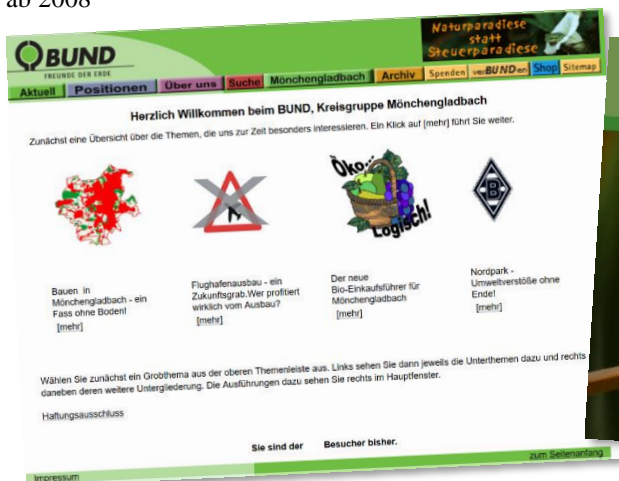 ab 2008
Naturparadiese
statt
Steuerparadiese
BUND
FREUNDE DER ERDE
Aktuell Positionen Über uns Suche Mönchengladbach Archiv Spenden verBUNDen Shop Sitemap
Herzlich Willkommen beim BUND, Kreisgruppe Mönchengladbach
Zunächst eine Übersicht über die Themen, die uns zur Zeit besonders interessieren. Ein Klick auf [mehr] führt Sie weiter.
Öko...
Logisch!
B
Bauen in
Mönchengladbach - ein
Fass ohne Boden!
[mehr]
Flughafenausbau - ein
Zukunftsgrab.Wer profitiert
wirklich vom Ausbau?
[mehr]
Der neue
Bio-Einkaufsführer für
Mönchengladbach
[mehr]
Nordpark -
Umweltverstöße ohne
Ende!
[mehr]
Wählen Sie zunächst ein Grobthema aus der oberen Themenleiste aus. Links sehen Sie dann jeweils die Unterthemen dazu und rechts
daneben deren weitere Untergliederung. Die Ausführungen dazu sehen Sie rechts im Hauptfenster.
Haftungsausschluss
Sie sind der Besucher bisher.
Impressum zum Seitenanfang